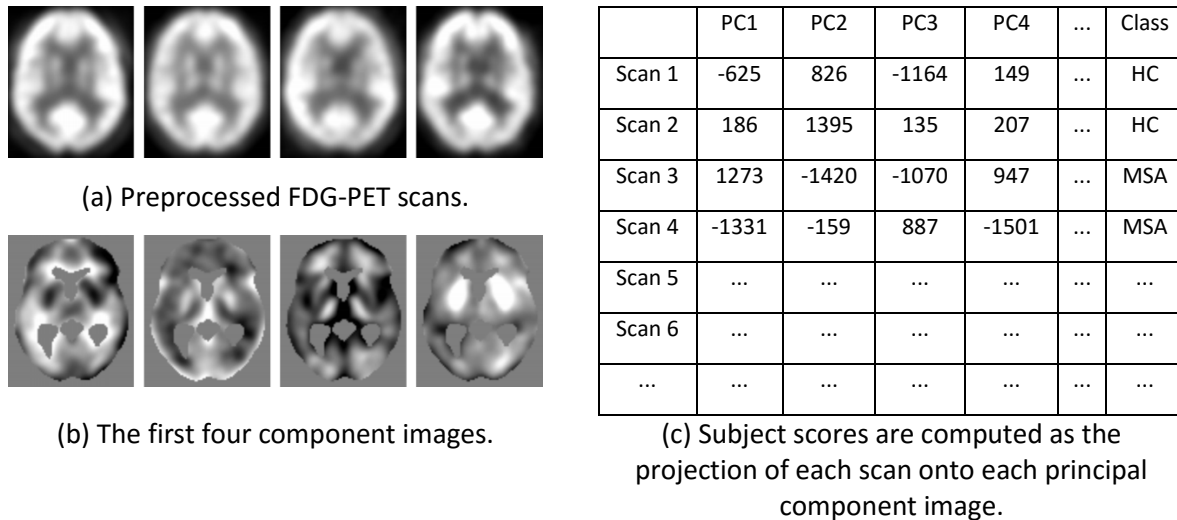 (a) Preprocessed FDG-PET scans.
(b) The first four component images.
PC1 PC2 PC3 PC4 ... Class
Scan 1 -625 826 -1164 149 ... HC
Scan 2 186 1395 135 207 ... HC
Scan 3 1273 -1420 -1070 947 ... MSA
Scan 4 -1331 -159 887 -1501 ... MSA
Scan 5 ... ... ... ... ... ...
Scan 6 ... ... ... ... ... ...
... ... ... ... ... ... ...
(c) Subject scores are computed as the
projection of each scan onto each principal
component image.